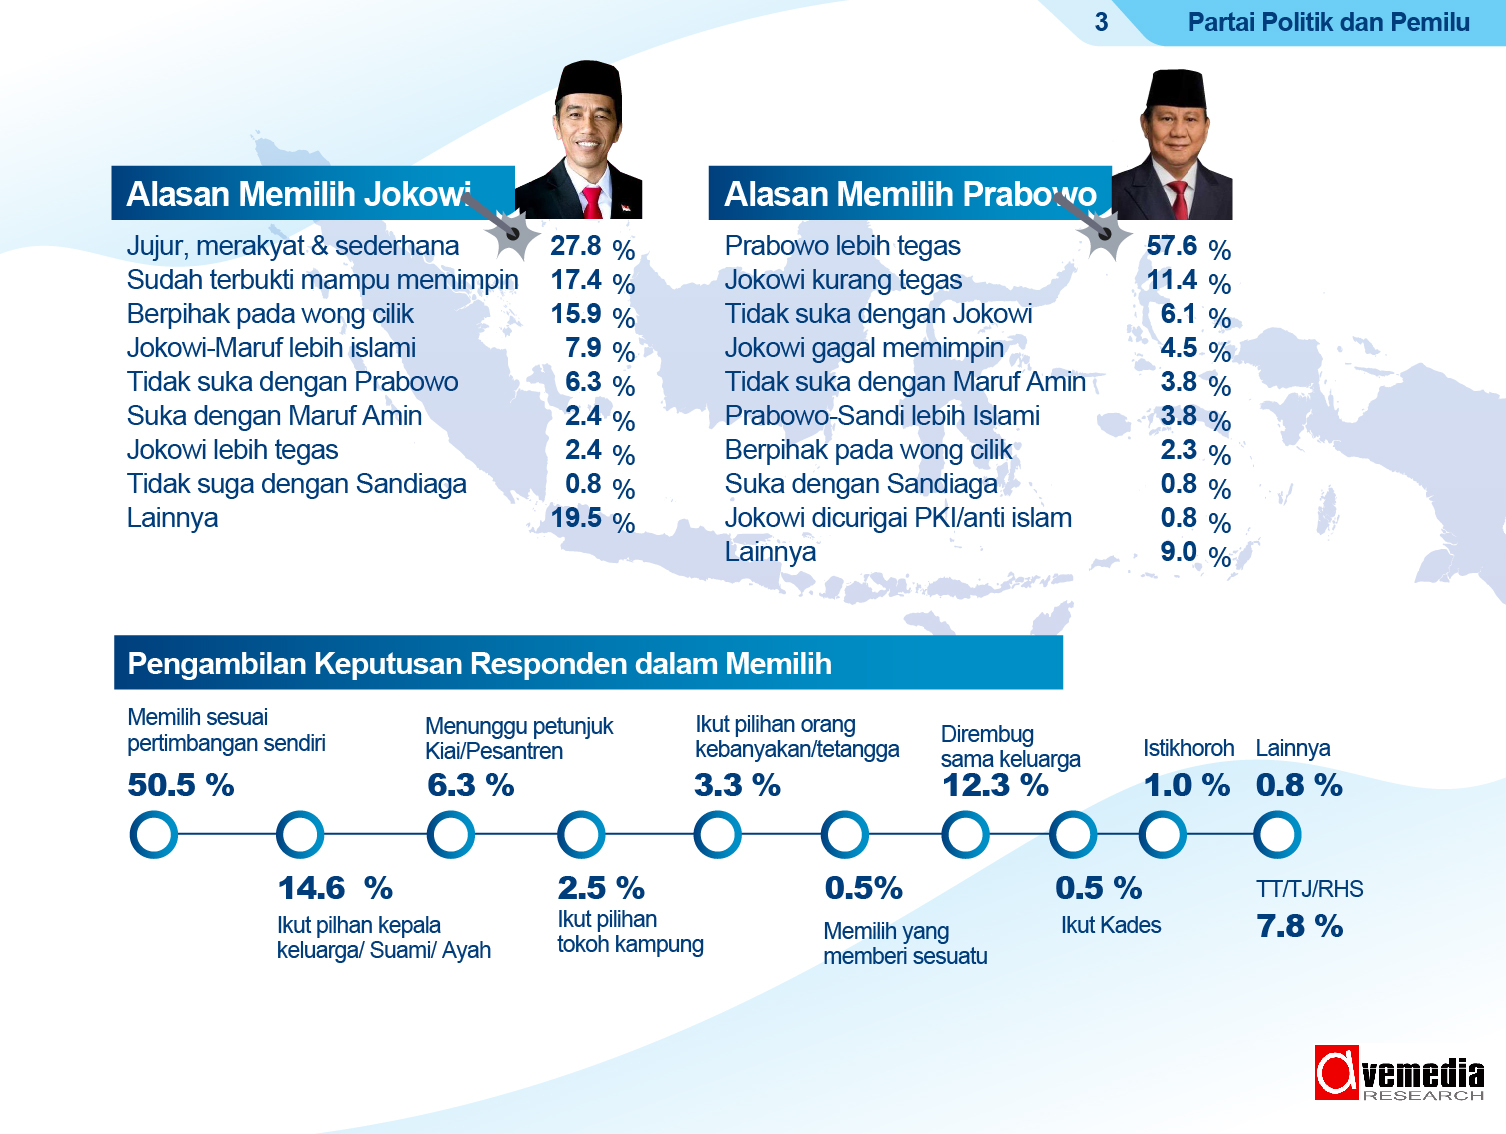 3 Partai Politik dan Pemilu
Alasan Memilih Jokowi
Jujur, merakyat & sederhana 27.8 %
Sudah terbukti mampu memimpin 17.4 %
Berpihak pada wong cilik 15.9 %
Jokowi-Maruf lebih islami 7.9 %
Tidak suka dengan Prabowo 6.3 %
Suka dengan Maruf Amin 2.4 %
Jokowi lebih tegas 2.4 %
Tidak suga dengan Sandiaga 0.8 %
Lainnya 19.5 %
Alasan Memilih Prabowo
Prabowo lebih tegas 57.6 %
Jokowi kurang tegas 11.4 %
Tidak suka dengan Jokowi 6.1 %
Jokowi gagal memimpin 4.5 %
Tidak suka dengan Maruf Amin 3.8 %
Prabowo-Sandi lebih Islami 3.8 %
Berpihak pada wong cilik 2.3 %
Suka dengan Sandiaga 0.8 %
Jokowi dicurigai PKI/anti islam 0.8 %
Lainnya 9.0 %
Pengambilan Keputusan Responden dalam Memilih
Memilih sesuai
pertimbangan sendiri
50.5 %
14.6 %
Ikut pilhan kepala
keluarga/ Suami/ Ayah
Menunggu petunjuk
Kiai/Pesantren
6.3 %
2.5 %
Ikut pilihan
tokoh kampung
Ikut pilihan orang
kebanyakan/tetangga
3.3 %
0.5%
Memilih yang
memberi sesuatu
Dirembug
sama keluarga
12.3 %
0.5 %
Ikut Kades
Istikhoroh
1.0 %
Lainnya
0.8 %
TT/TJ/RHS
7.8 %
avemedia
RESEARCH